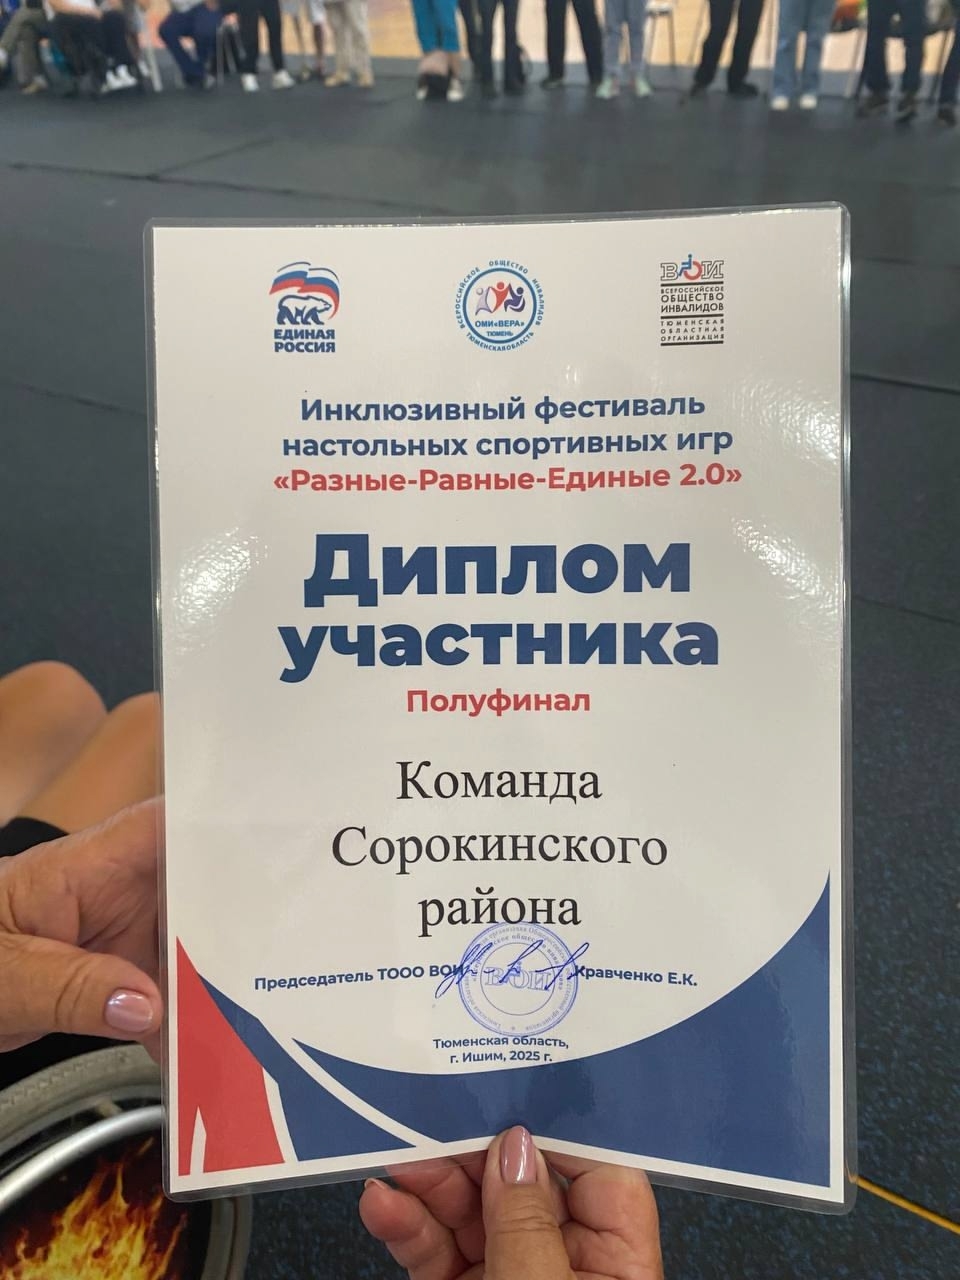 ЕДИНАЯ
РОССИЯ
ВСЕРОССИЙСКОЕ ОБЩЕСТВО ИНВАЛИДОВ
ОМИ«ВЕРА»
ТЮМЕНЬ
ТЮМЕНСКАЯ ОБЛАСТЬ
ВОИ
ВСЕРОССИЙСКОЕ
ОБЩЕСТВО
ИНВАЛИДОВ
ТЮМЕНСКАЯ
ОБЛАСТНАЯ
ОРГАНИЗАЦИЯ
Инклюзивный фестиваль
настольных спортивных игр
«Разные-Равные-Единые 2.0»
Диплом
участника
Полуфинал
Команда
Сорокинского
района
Председатель ТООО ВОИ Кравченко Е.К.
ВОИ
Тюменская область,
г. Ишим, 2025 г.